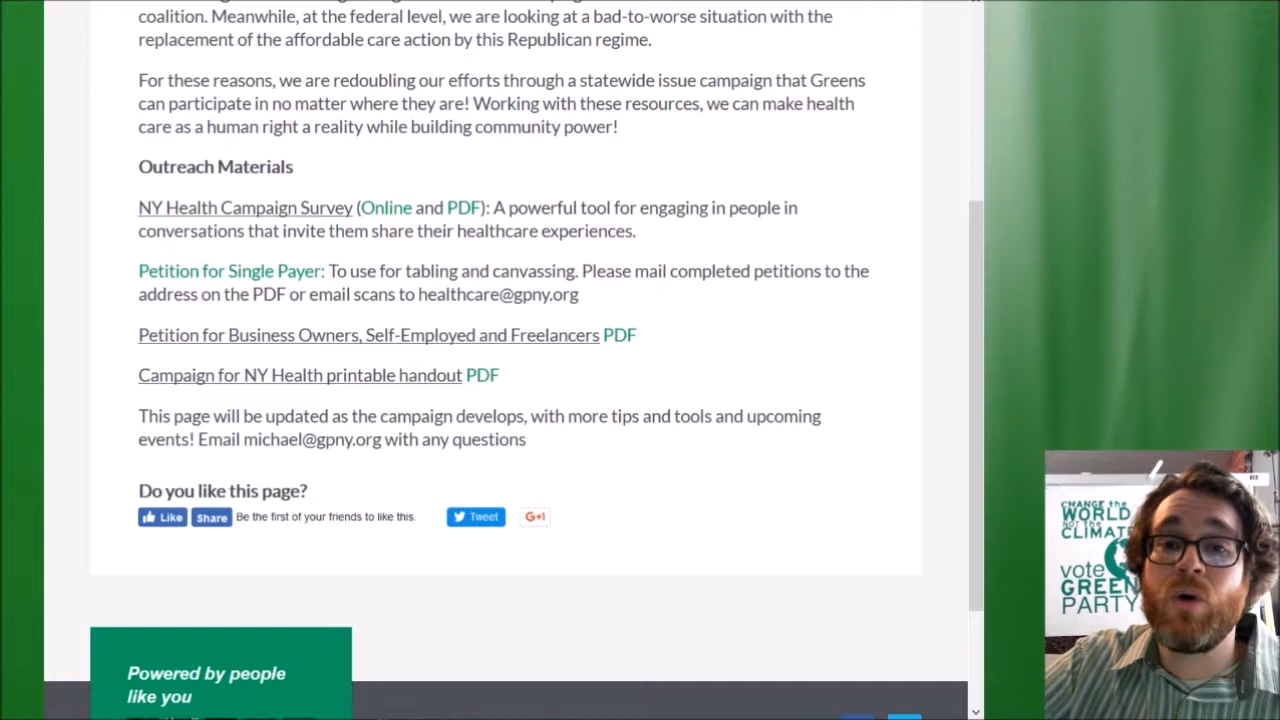 coalition. Meanwhile, at the federal level, we are looking at a bad-to-worse situation with the
replacement of the affordable care action by this Republican regime.
For these reasons, we are redoubling our efforts through a statewide issue campaign that Greens
can participate in no matter where they are! Working with these resources, we can make health
care as a human right a reality while building community power!
Outreach Materials
NY Health Campaign Survey (Online and PDF): A powerful tool for engaging in people in
conversations that invite them share their healthcare experiences.
Petition for Single Payer: To use for tabling and canvassing. Please mail completed petitions to the
address on the PDF or email scans to healthcare@gpny.org
Petition for Business Owners, Self-Employed and Freelancers PDF
Campaign for NY Health printable handout PDF
This page will be updated as the campaign develops, with more tips and tools and upcoming
events! Email michael@gpny.org with any questions
Do you like this page?
Like Share Be the first of your friends to like this. Tweet G+1
CHANGE the
WORLD
NOT the
CLIMATE
vote
GREEN
PARTY
Powered by people
like you